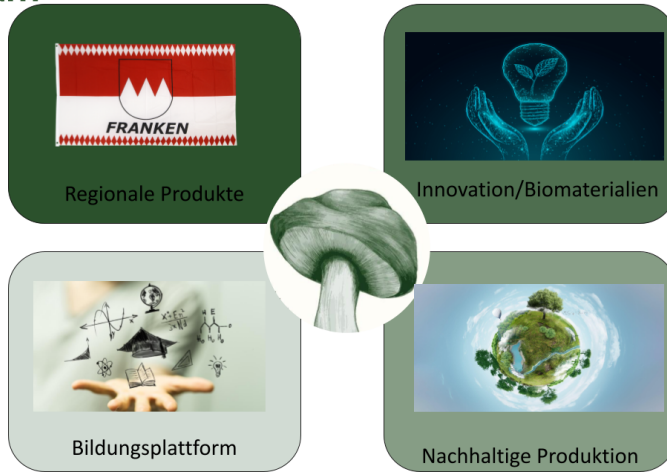 FRANKEN
Regionale Produkte
Innovation/Biomaterialien
Bildungsplattform
Nachhaltige Produktion